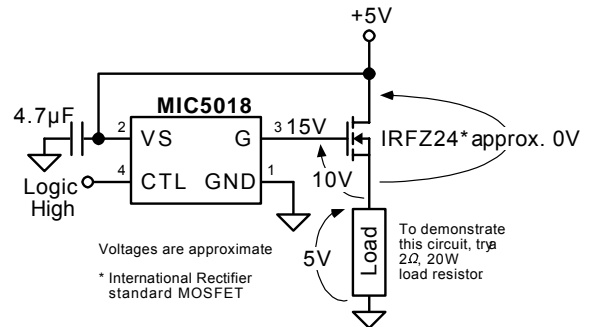 +5V
4.7µF
MIC5018
2
VS
G
3
15V
IRFZ24* approx. 0V
4
CTL
GND
1
Logic
High
10V
Voltages are approximate
* International Rectifier
standard MOSFET
5V
Load
To demonstrate
this circuit, try a
2Ω, 20W
load resistor.